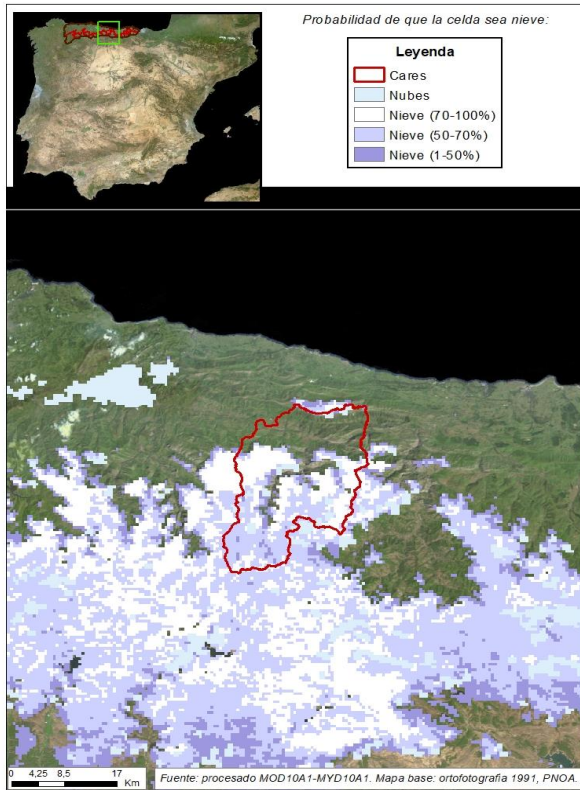 Probabilidad de que la celda sea nieve:
Leyenda
Cares
Nubes
Nieve (70-100%)
Nieve (50-70%)
Nieve (1-50%)
0 4,25 8,5 17
Km
Fuente: procesado MOD10A1-MYD10A1. Mapa base: ortofotografia 1991, PNOA.